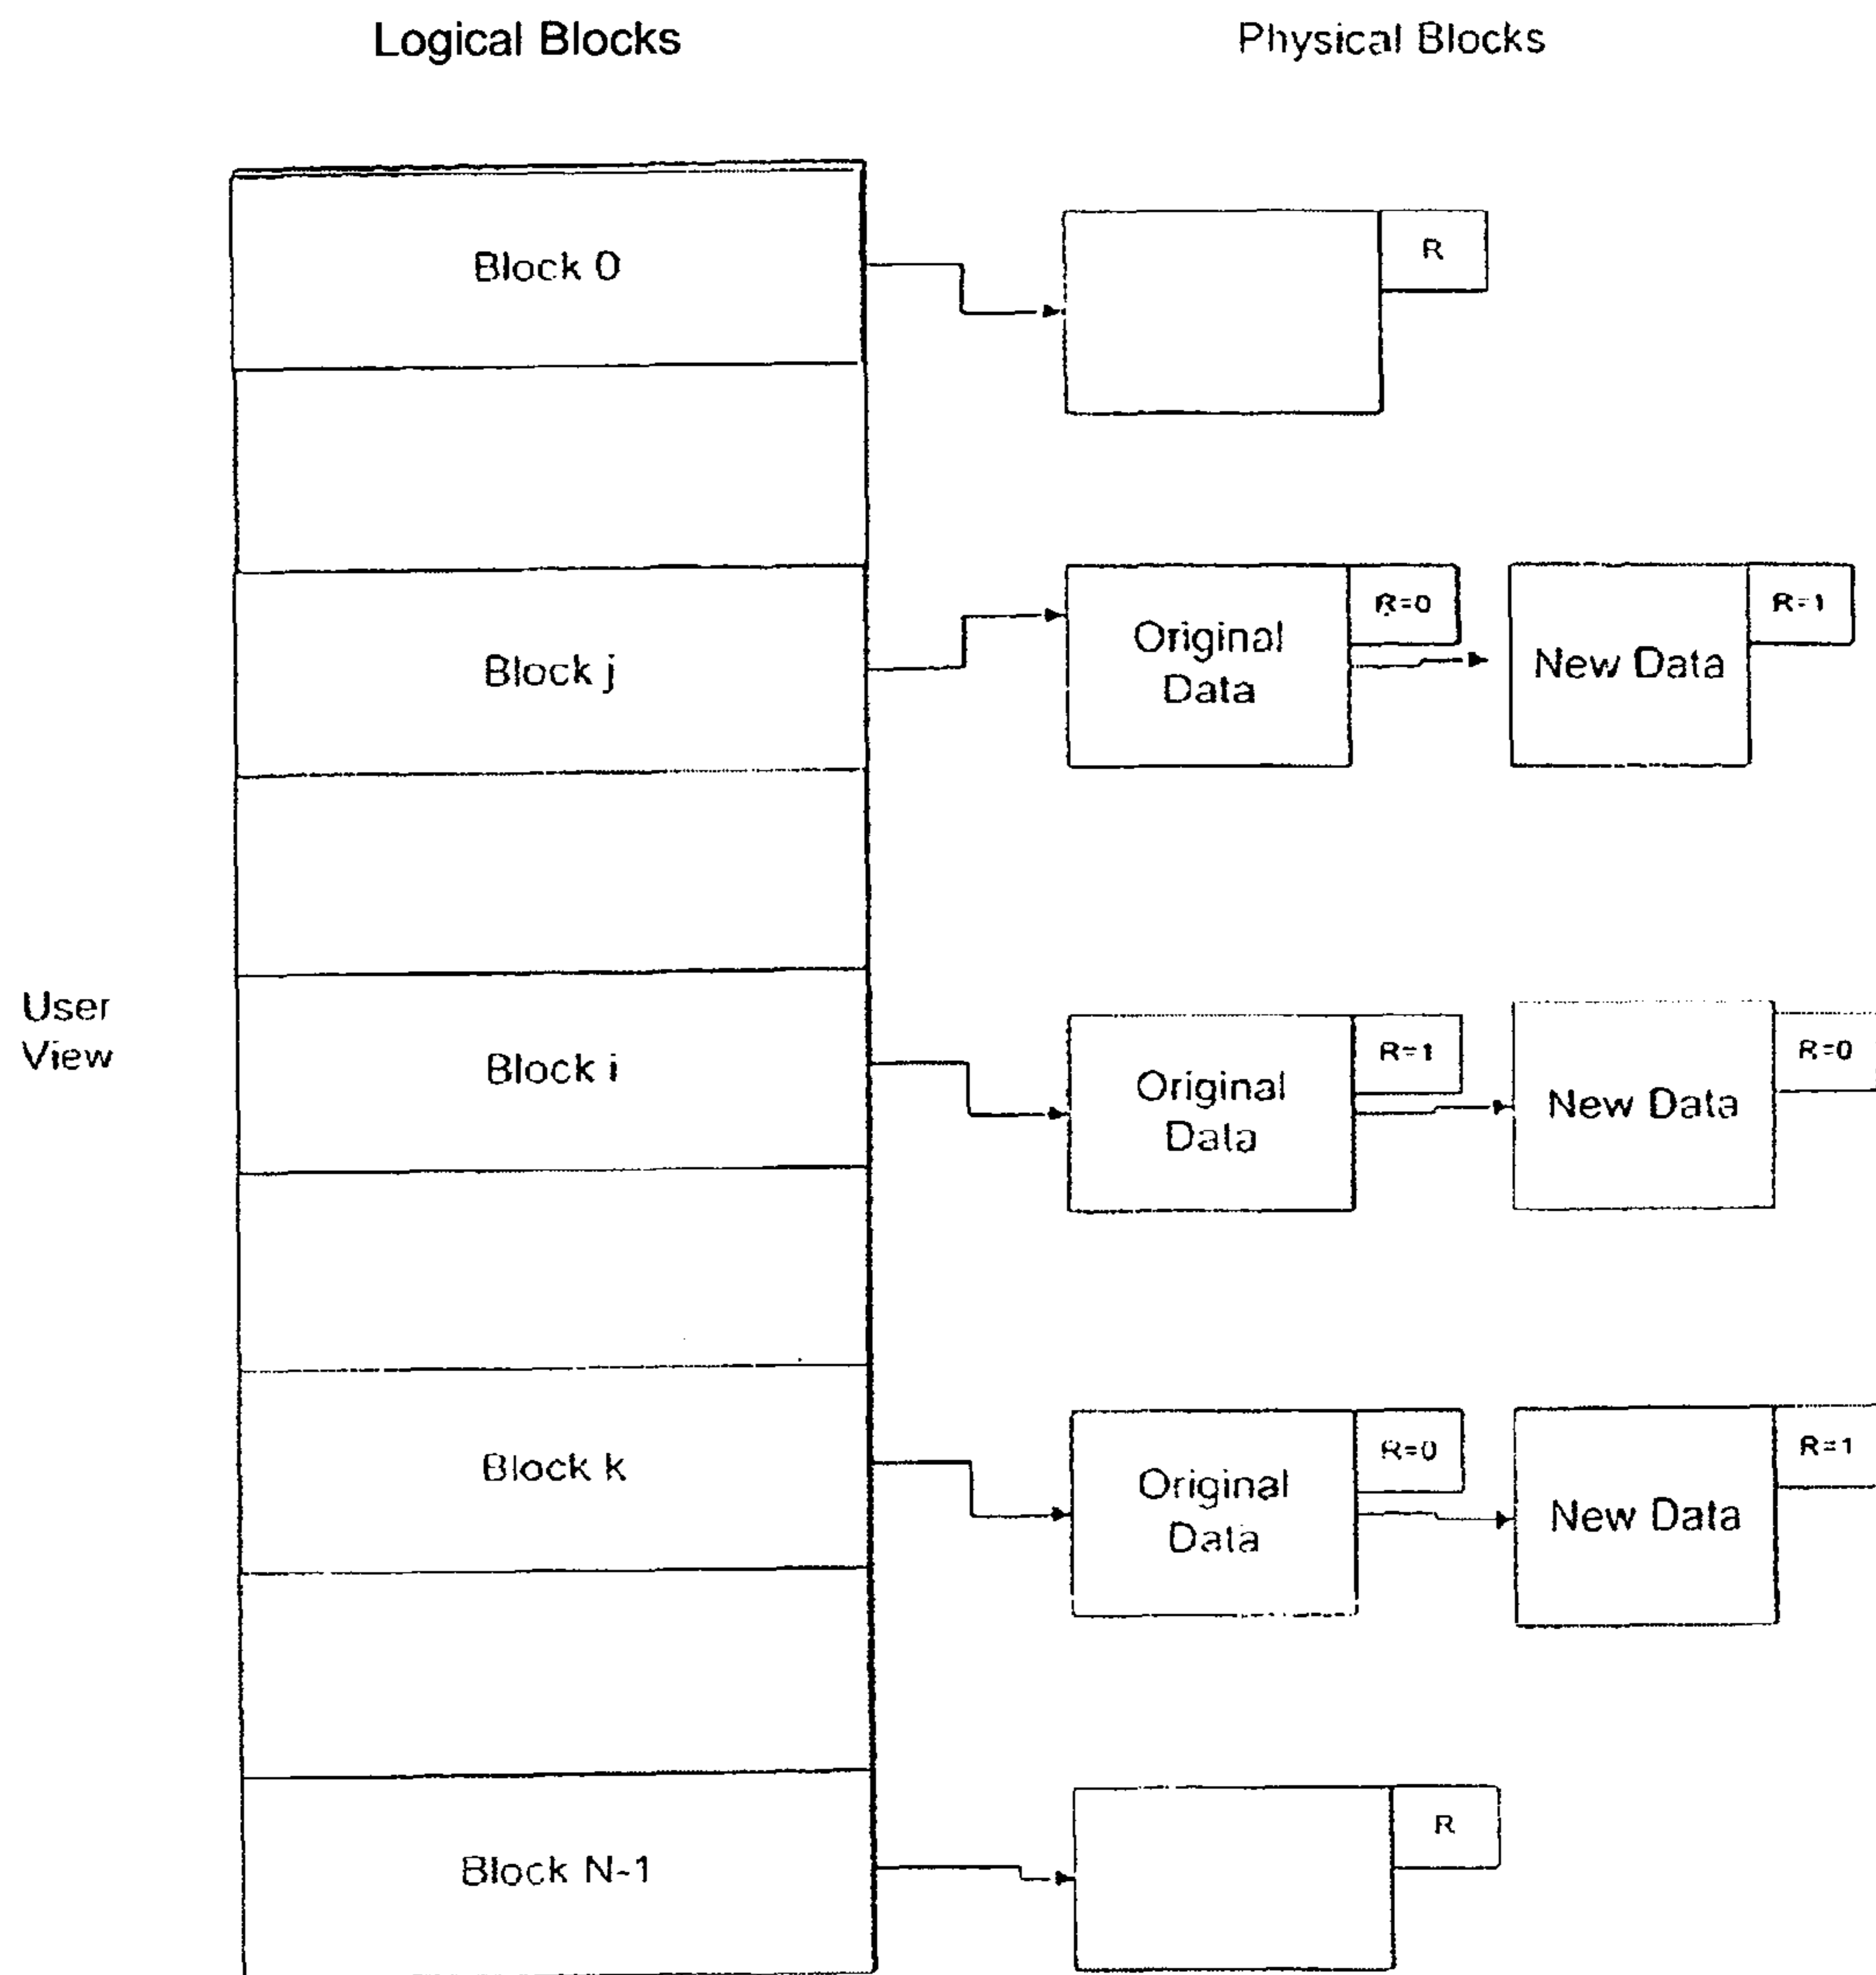 Logical Blocks
Physical Blocks
Block 0
R
Block j
Original
Data
R=0
New Data
R=1
User
View
Block i
Original
Data
R=1
New Data
R=0
Block k
Original
Data
R=0
New Data
R=1
Block N-1
R